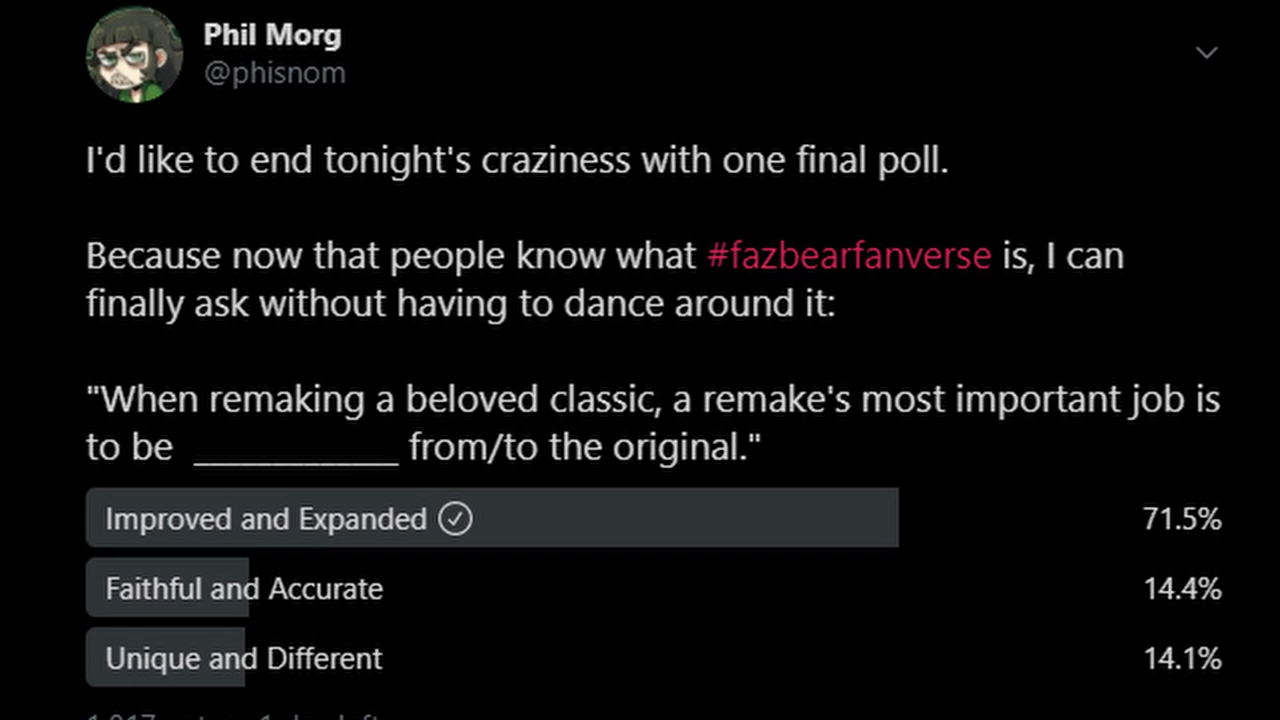 Phil Morg
@phisnom
I'd like to end tonight's craziness with one final poll.
Because now that people know what #fazbearfanverse is, I can
finally ask without having to dance around it:
"When remaking a beloved classic, a remake's most important job is
to be ___________ from/to the original."
Improved and Expanded 71.5%
Faithful and Accurate 14.4%
Unique and Different 14.1%